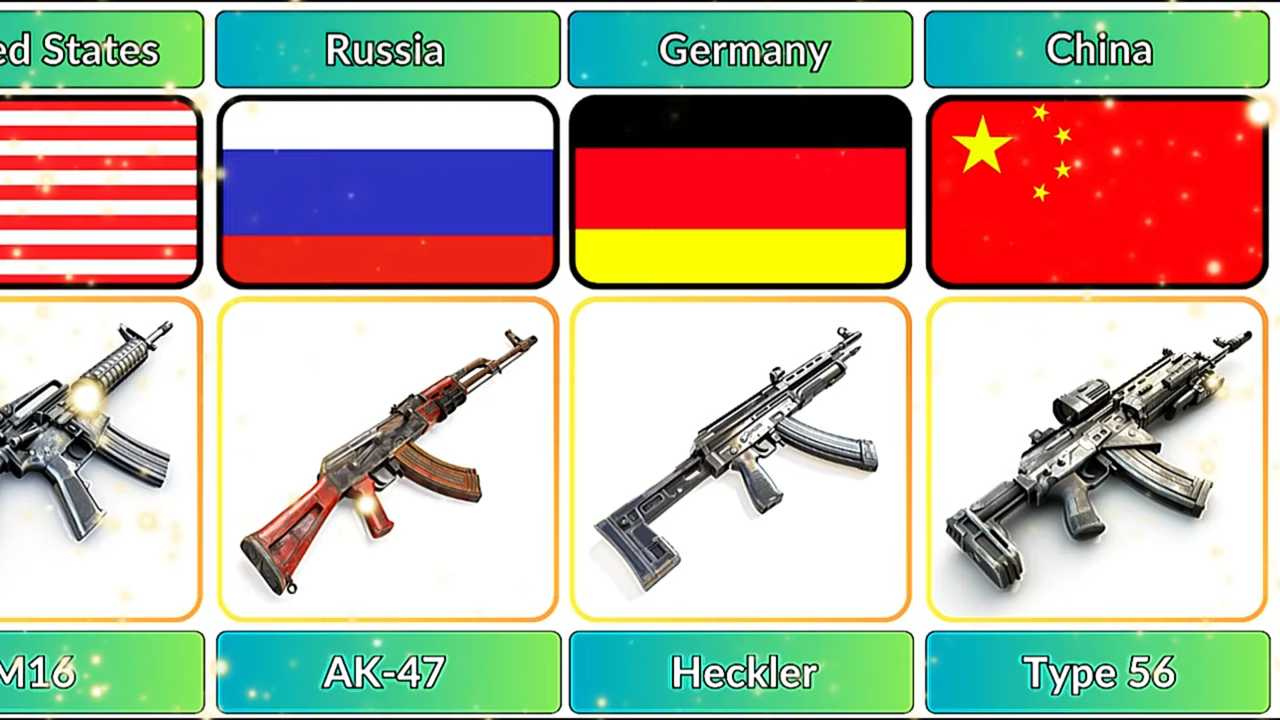 ed States
Russia
Germany
China
M16
AK-47
Heckler
Type 56